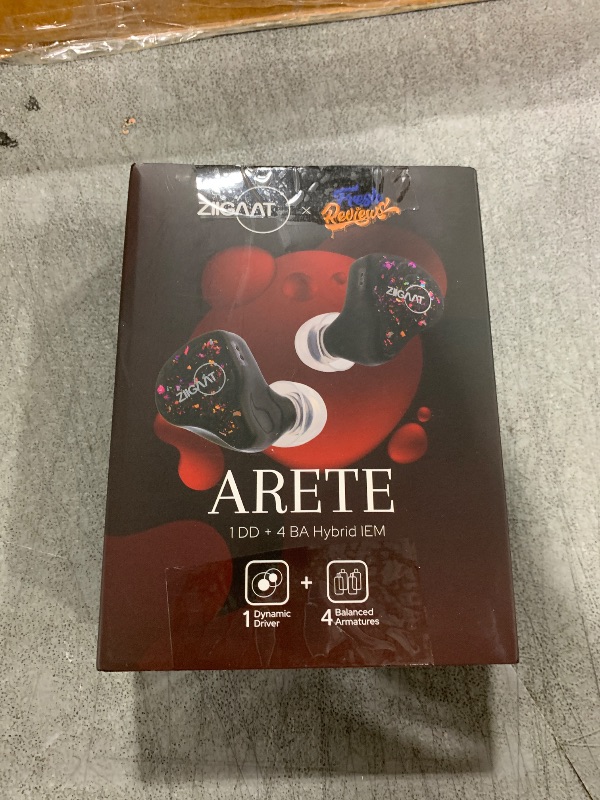 ZIIGAAT × Fresh Reviews
ZIIGAAT
ZIIGAAT
ARETE
1 DD + 4 BA Hybrid IEM
1 Dynamic Driver + 4 Balanced Armatures